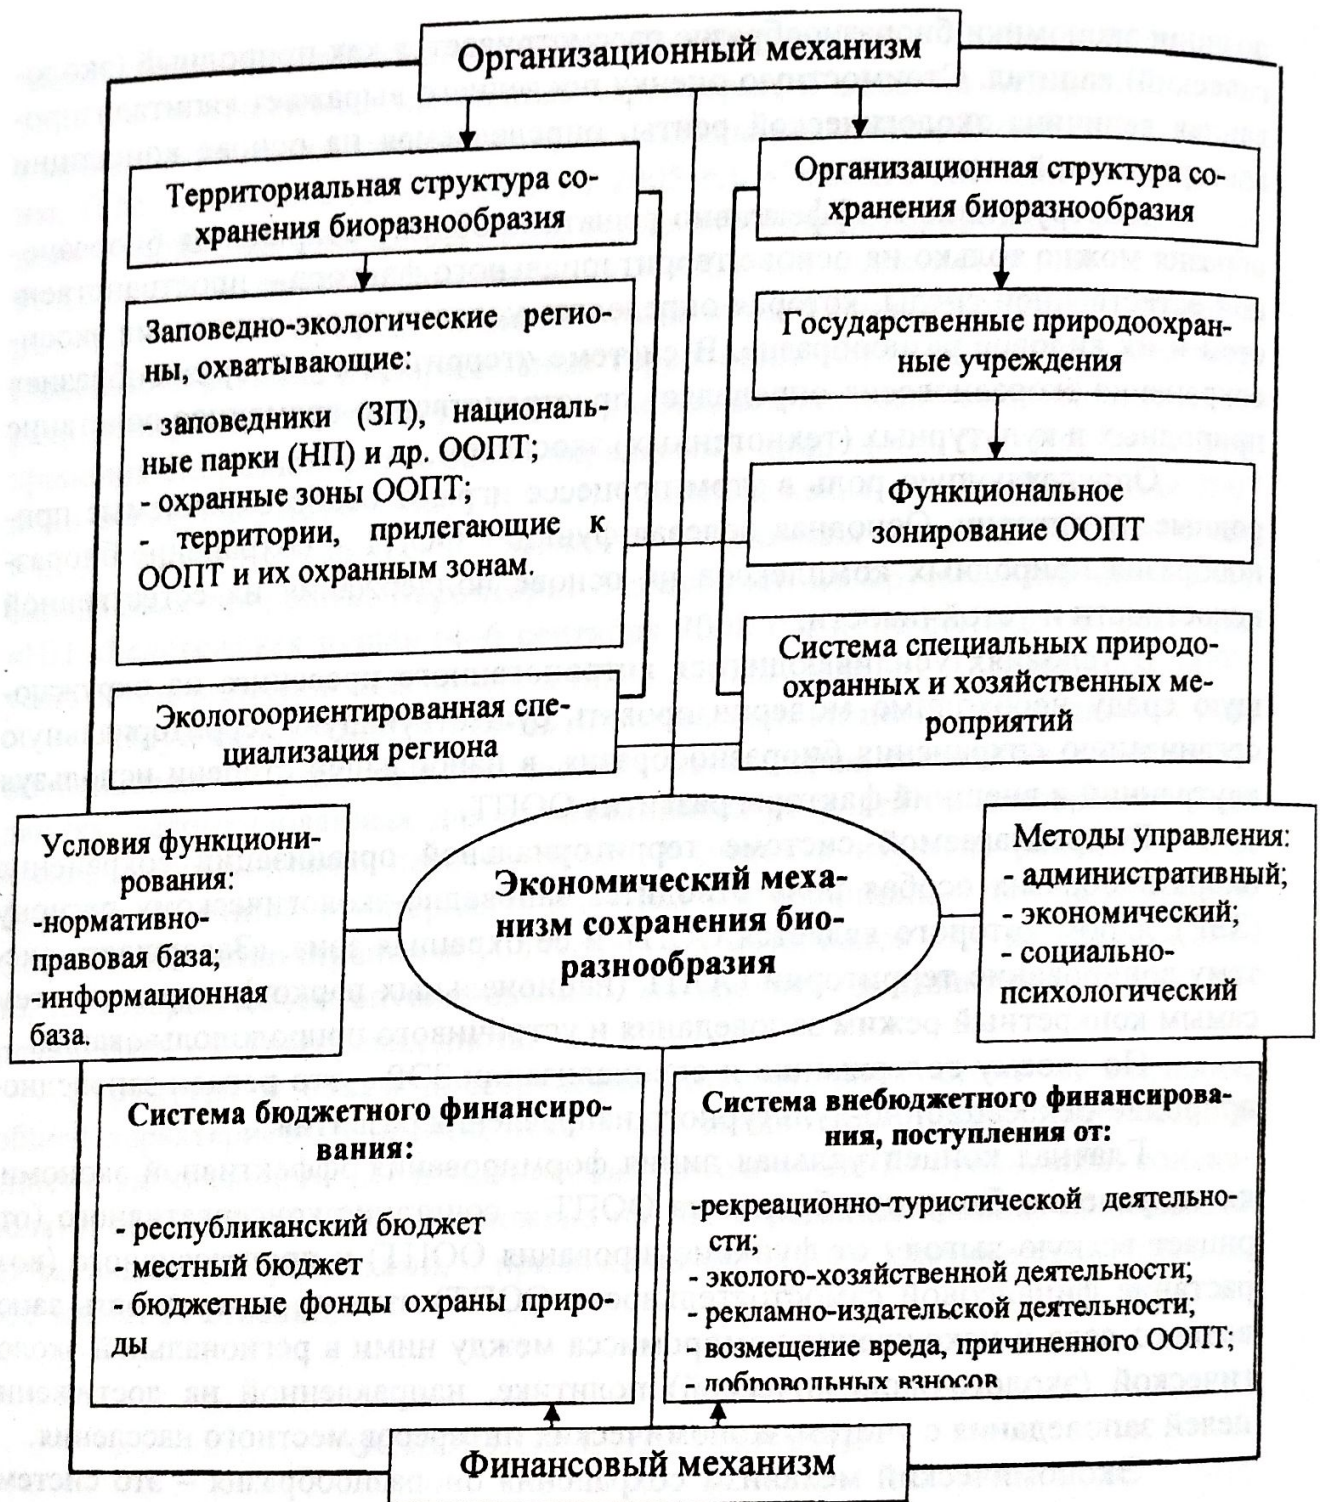 Организационный механизм
Территориальная структура со-
хранения биоразнообразия
Организационная структура со-
хранения биоразнообразия
Заповедно-экологические регио-
ны, охватывающие:
- заповедники (ЗП), националь-
ные парки (НП) и др. ООПТ;
- охранные зоны ООПТ;
- территории, прилегающие к
ООПТ и их охранным зонам.
Государственные природоохран-
ные учреждения
Функциональное
зонирование ООПТ
Экологоориентированная спе-
циализация региона
Система специальных природо-
охранных и хозяйственных ме-
роприятий
Условия функциони-
рования:
-нормативно-
правовая база,
-информационная
база.
Экономический меха-
низм сохранения био-
разнообразия
Методы управления:
- административный;
- экономический;
- социально-
психологический
Система бюджетного финансиро-
вания:
- республиканский бюджет
- местный бюджет
- бюджетные фонды охраны приро-
ды
Система внебюджетного финансирова-
ния, поступления от:
-рекреационно-туристической деятельно-
сти;
- эколого-хозяйственной деятельности;
- рекламно-издательской деятельности;
- возмещение вреда, причиненного ООПТ;
- добровольных взносов
Финансовый механизм